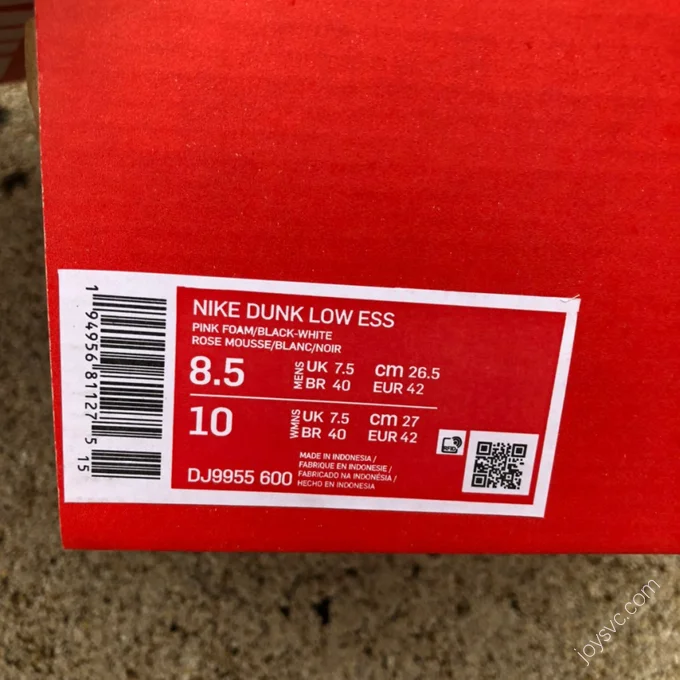 NIKE DUNK LOW ESS
PINK FOAM/BLACK-WHITE
ROSE MOUSSE/BLANC/NOIR
8.5 MENS UK 7.5 cm 26.5
BR 40 EUR 42
10 WMNS UK 7.5 cm 27
BR 40 EUR 42
DJ9955 600
MADE IN INDONESIA /
FABRIQUE EN INDONESIE /
FABRICADO NA INDONÉSIA /
HECHO EN INDONESIA
1 94956 81127 5 15
joysvc.com